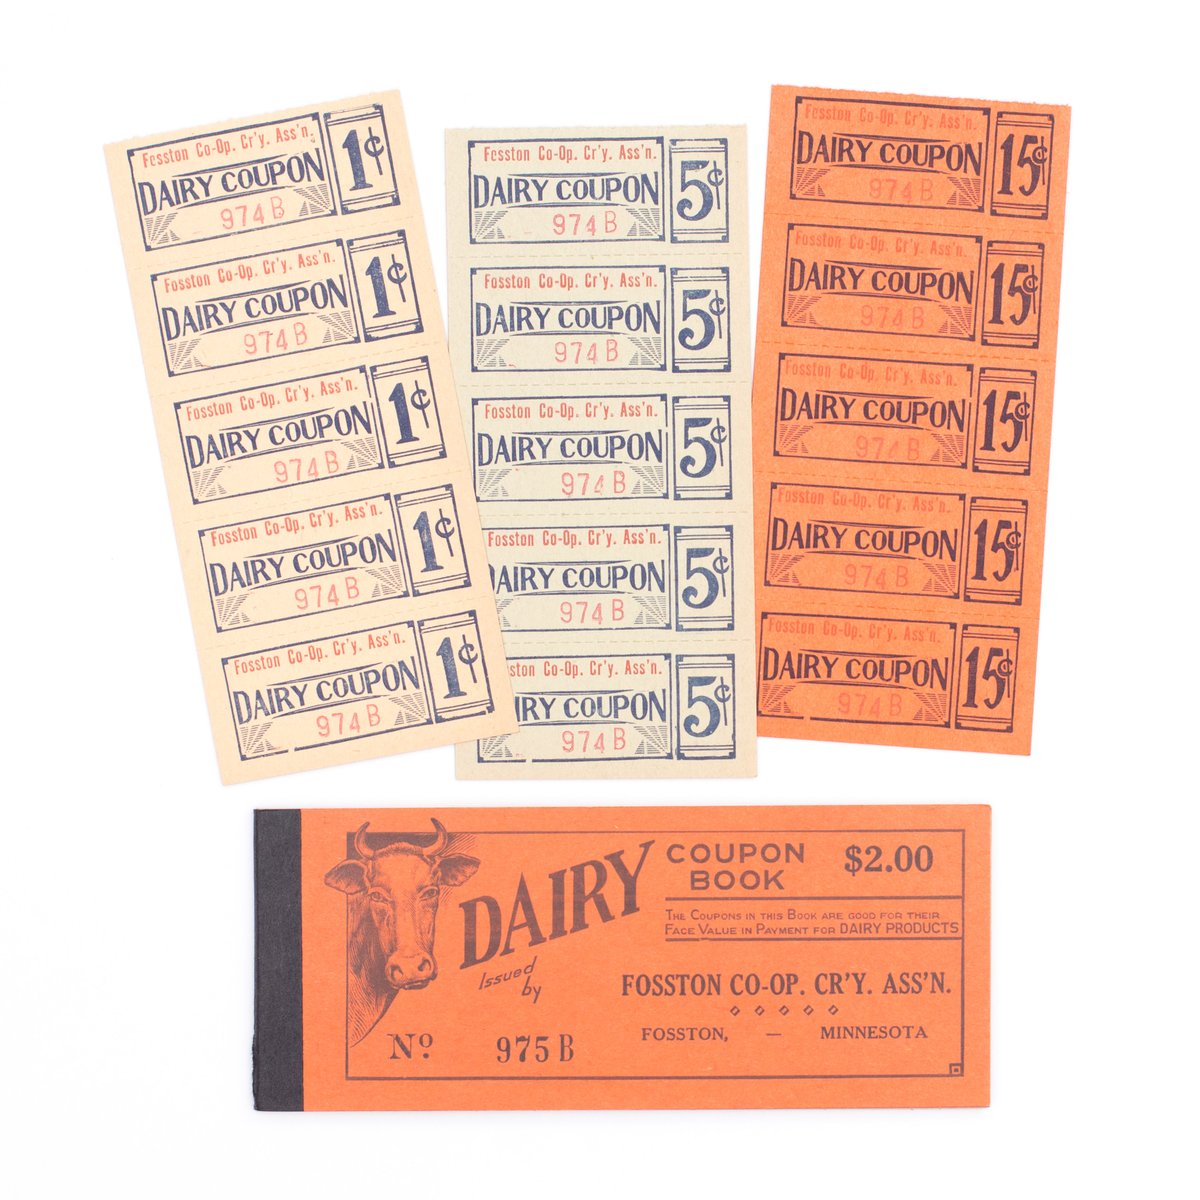 Fosston Co-Op. Cr'y. Ass'n.
DAIRY COUPON
974 B
1¢
Fosston Co-Op. Cr'y. Ass'n.
DAIRY COUPON
974 B
1¢
Fosston Co-Op. Cr'y. Ass'n.
DAIRY COUPON
974 B
1¢
Fosston Co-Op. Cr'y. Ass'n.
DAIRY COUPON
974 B
1¢
Fosston Co-Op. Cr'y. Ass'n.
DAIRY COUPON
974 B
1¢
Fosston Co-Op. Cr'y. Ass'n.
DAIRY COUPON
974 B
5¢
Fosston Co-Op. Cr'y. Ass'n.
DAIRY COUPON
974 B
5¢
Fosston Co-Op. Cr'y. Ass'n.
DAIRY COUPON
974 B
5¢
Fosston Co-Op. Cr'y. Ass'n.
DAIRY COUPON
974 B
5¢
sston Co-Op. Cr'y. Ass'n.
IRY COUPON
974 B
5¢
Fosston Co-Op. Cr'y. Ass'n.
DAIRY COUPON
974 B
15¢
Fosston Co-Op. Cr'y. Ass'n.
DAIRY COUPON
974 B
15¢
Fosston Co-Op. Cr'y. Ass'n.
DAIRY COUPON
974 B
15¢
Fosston Co-Op. Cr'y. Ass'n.
DAIRY COUPON
974 B
15¢
Fosston Co-Op. Cr'y. Ass'n.
DAIRY COUPON
974 B
15¢
DAIRY
COUPON
BOOK
$2.00
THE COUPONS IN THIS BOOK ARE GOOD FOR THEIR
FACE VALUE IN PAYMENT FOR DAIRY PRODUCTS
Issued
by
FOSSTON CO-OP. CR'Y. ASS'N.
FOSSTON, — MINNESOTA
No. 975 B